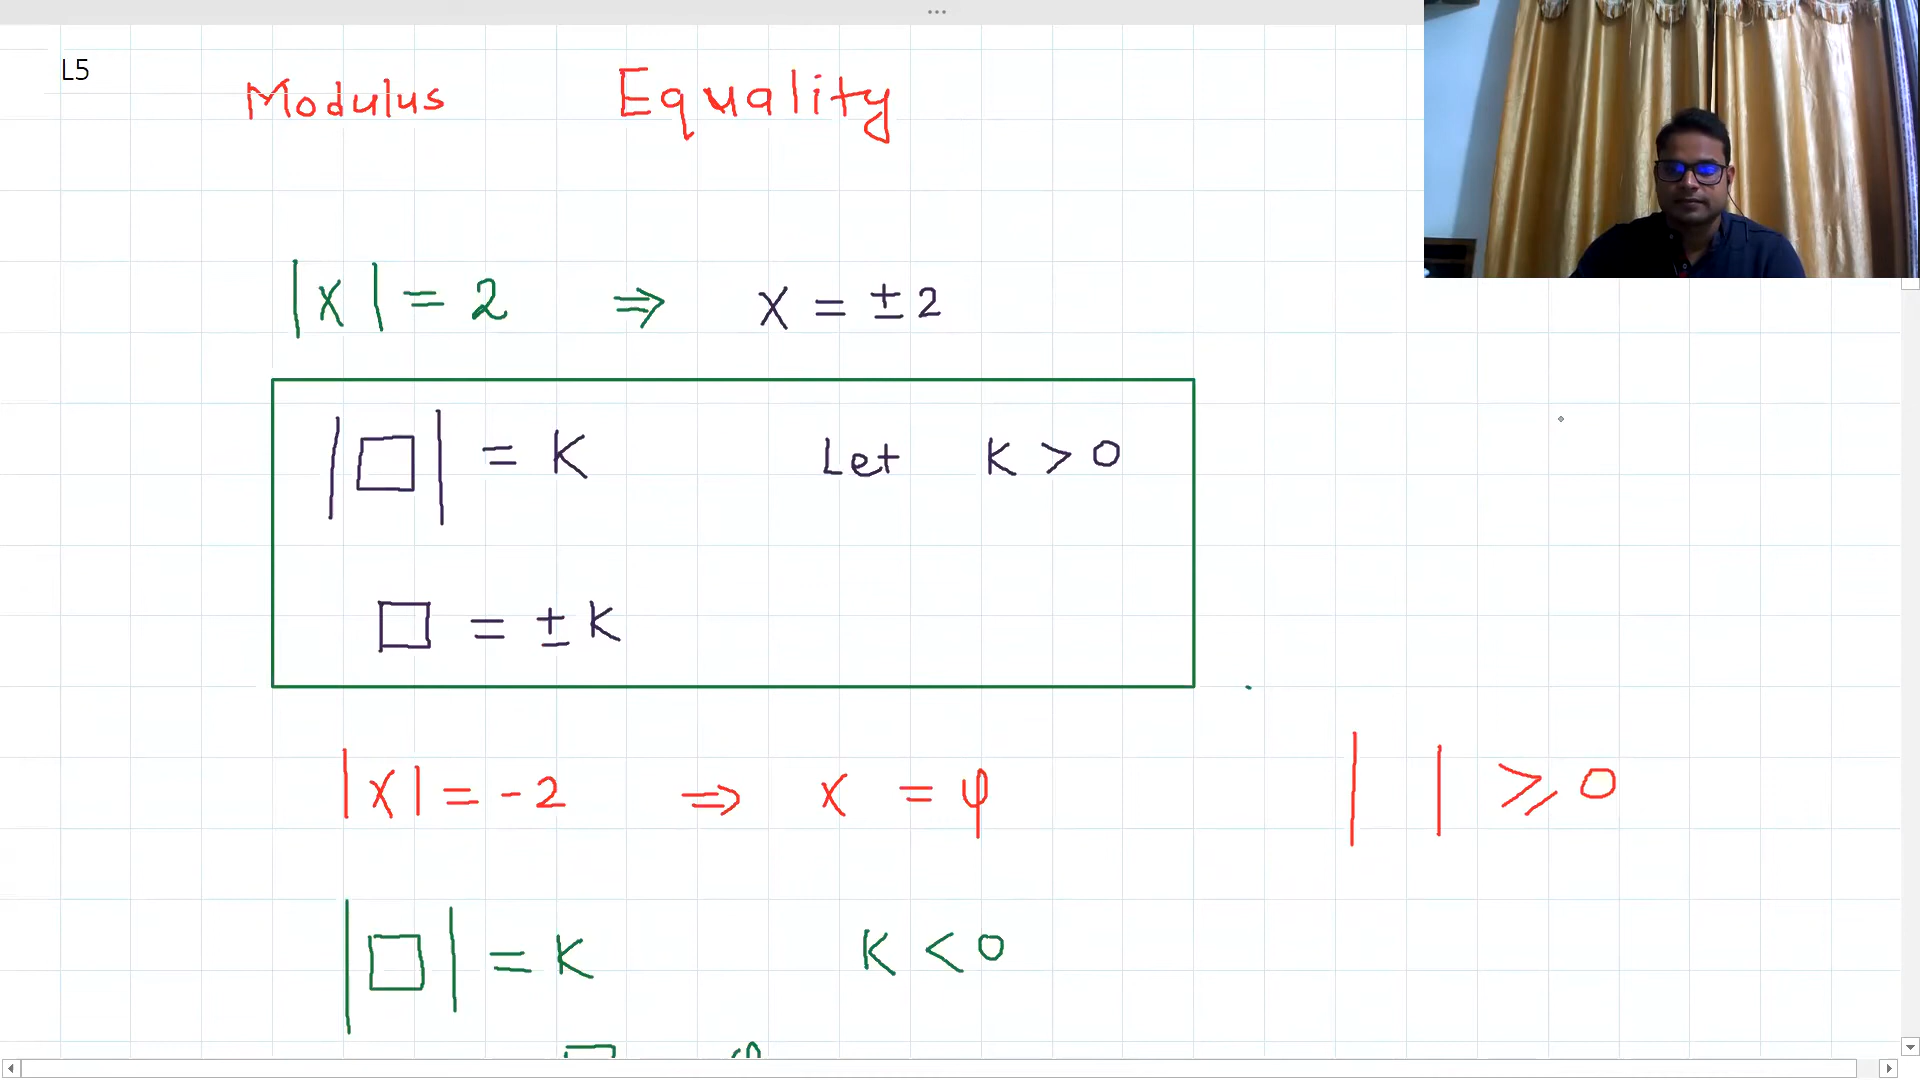 L5
Modulus Equality
|x| = 2 ⇒ x = ±2
|□| = K Let K > 0
□ = ± K
|x| = -2 ⇒ x = φ
| | ⩾ 0
|□| = K K < 0